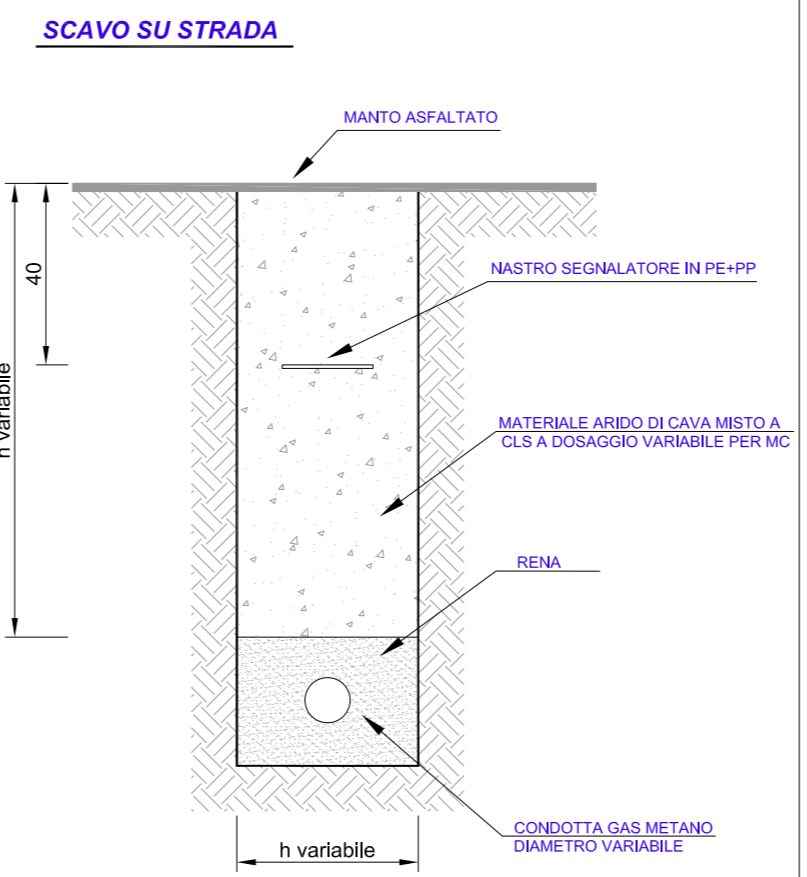 SCAVO SU STRADA
MANTO ASFALTATO
40
NASTRO SEGNALATORE IN PE+PP
h variabile
MATERIALE ARIDO DI CAVA MISTO A
CLS A DOSAGGIO VARIABILE PER MC
RENA
CONDOTTA GAS METANO
DIAMETRO VARIABILE
h variabile